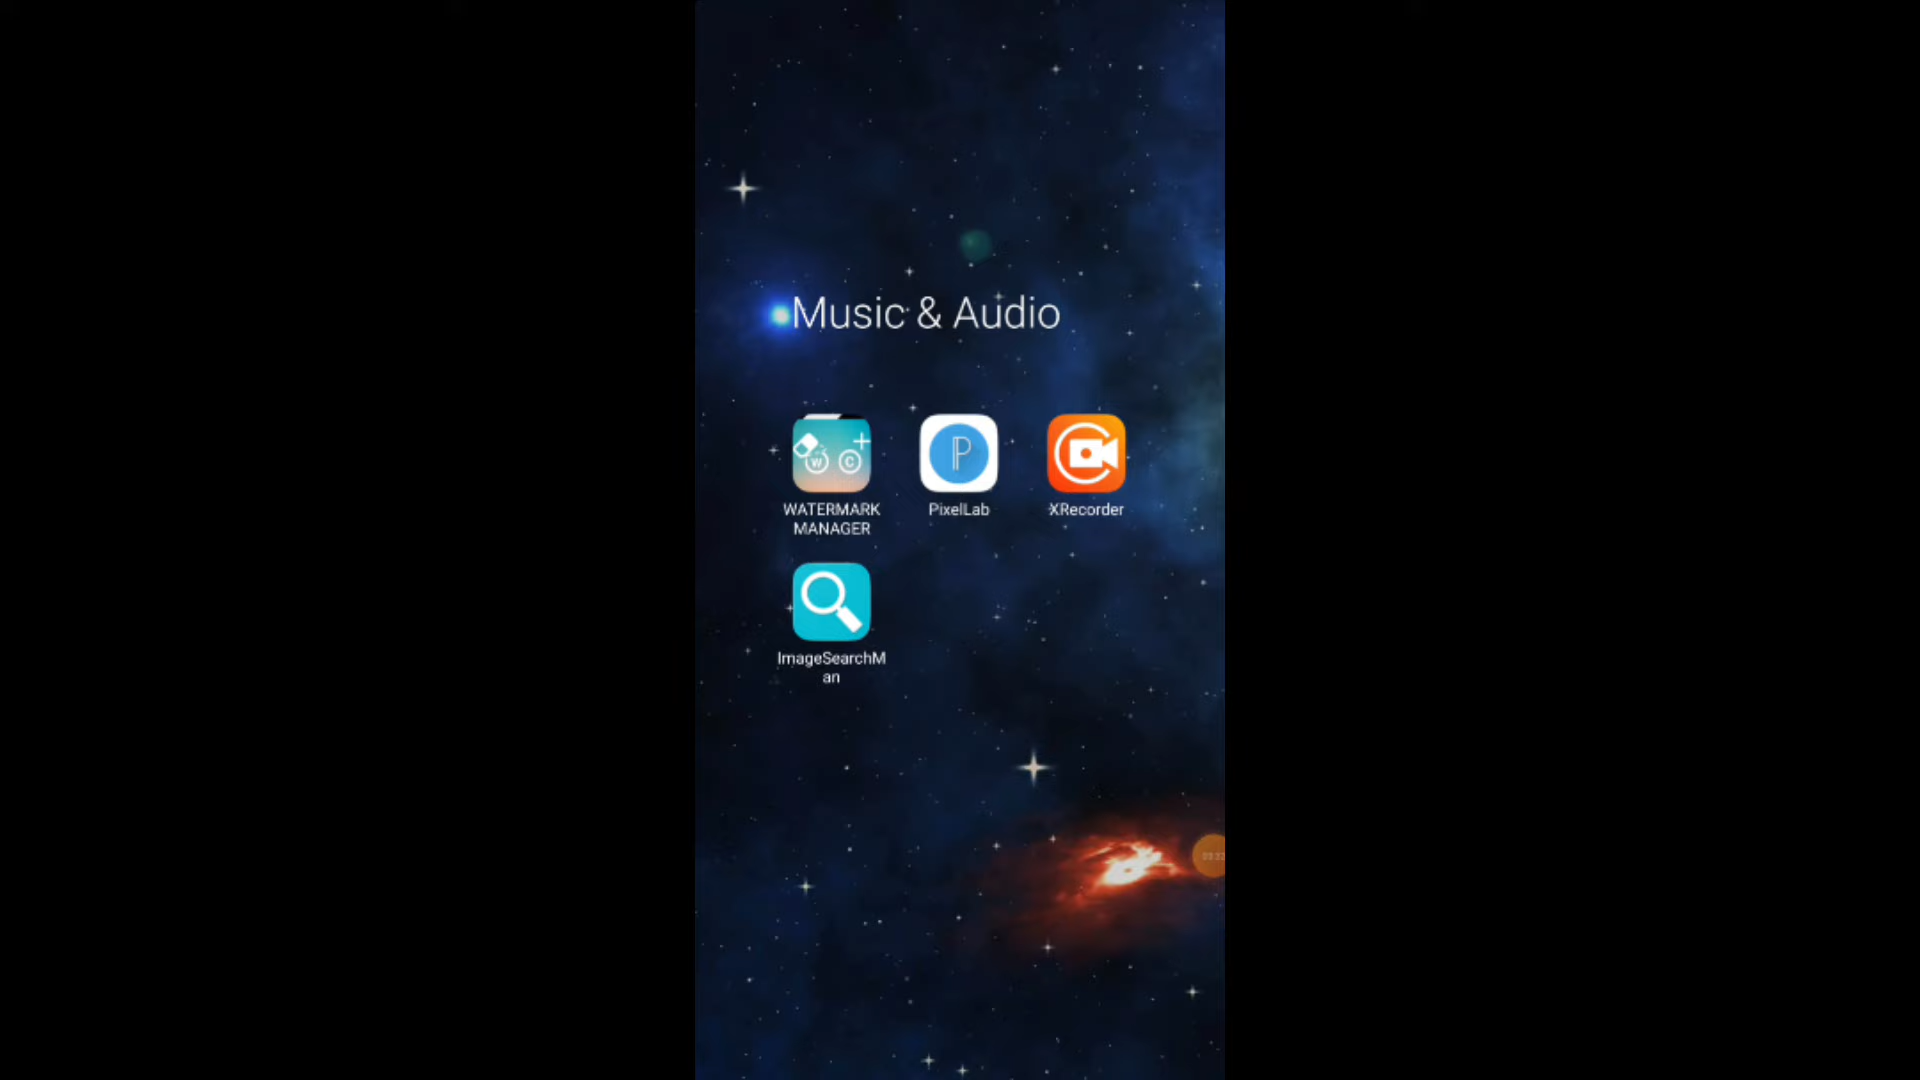 Music & Audio
WATERMARK
MANAGER
PixelLab
XRecorder
ImageSearchM
an